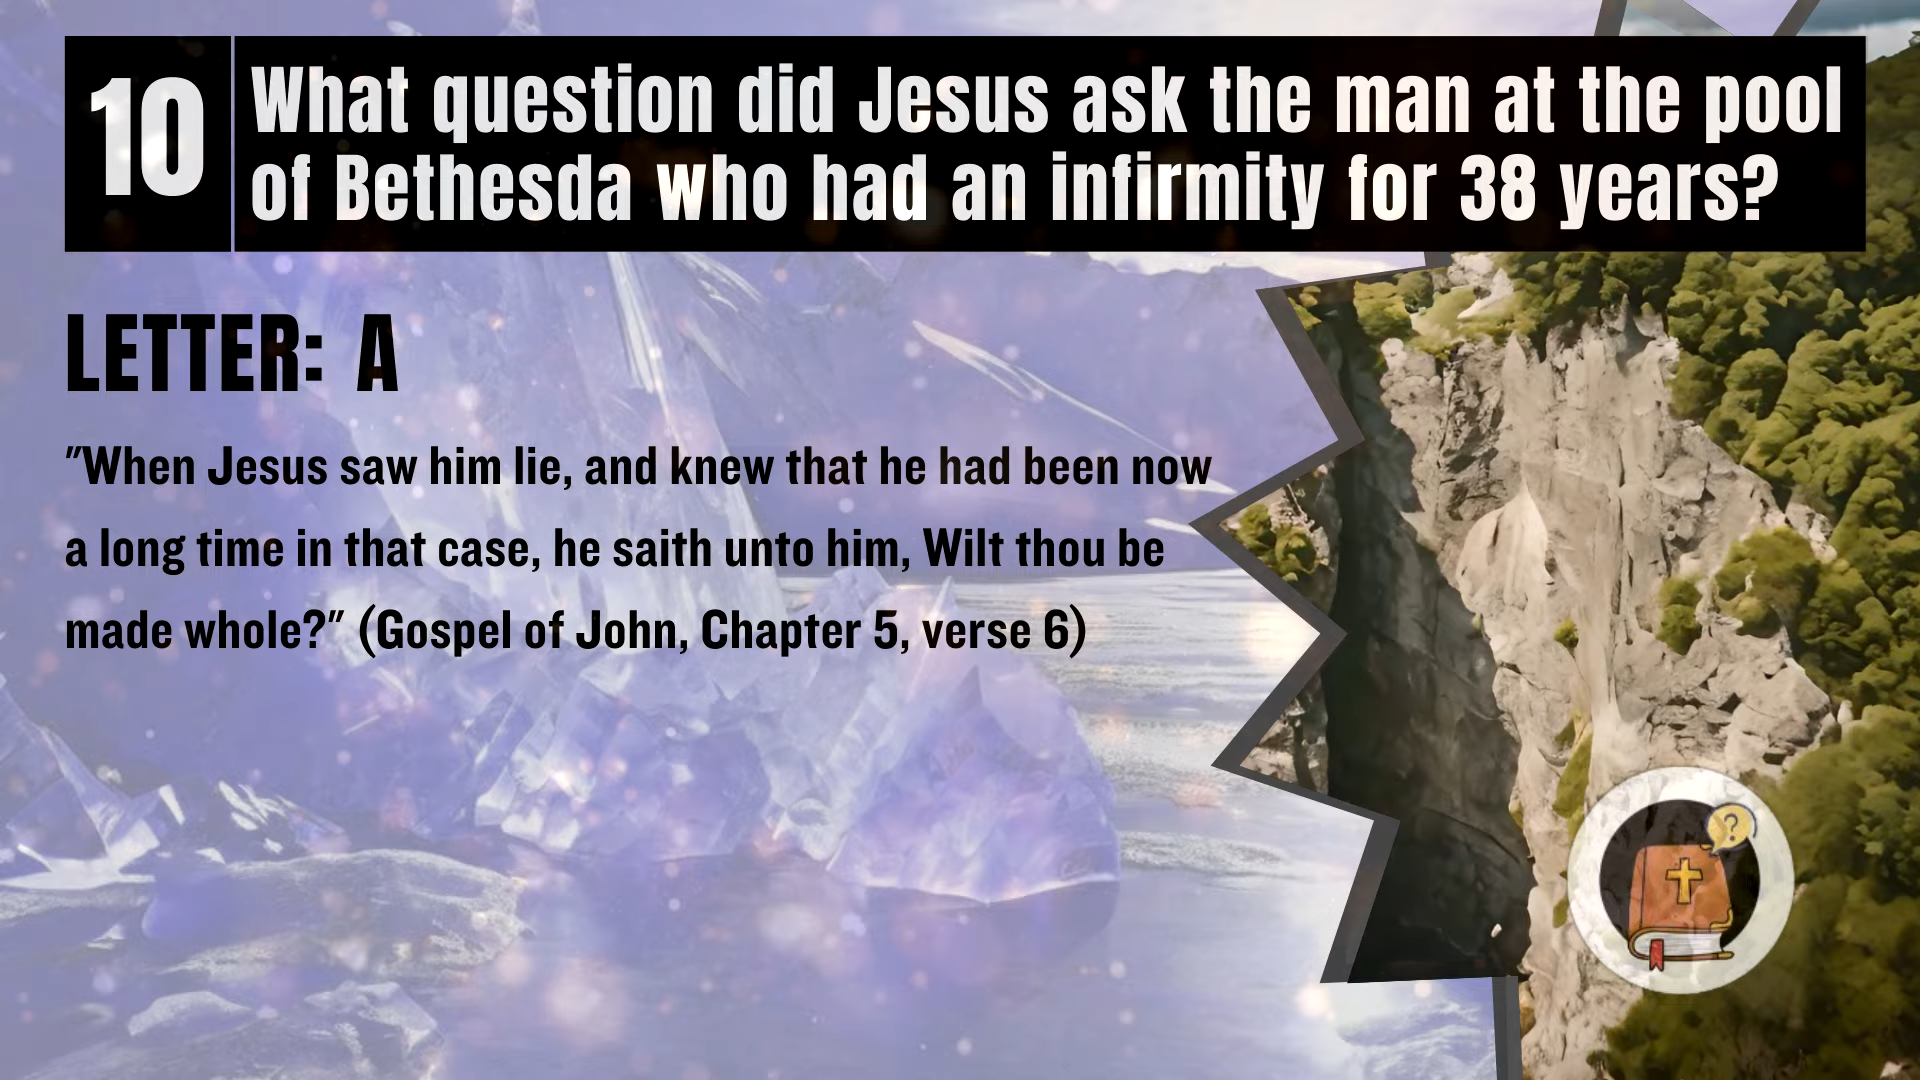 10
What question did Jesus ask the man at the pool
of Bethesda who had an infirmity for 38 years?
LETTER: A
"When Jesus saw him lie, and knew that he had been now
a long time in that case, he saith unto him, Wilt thou be
made whole?" (Gospel of John, Chapter 5, verse 6)
?